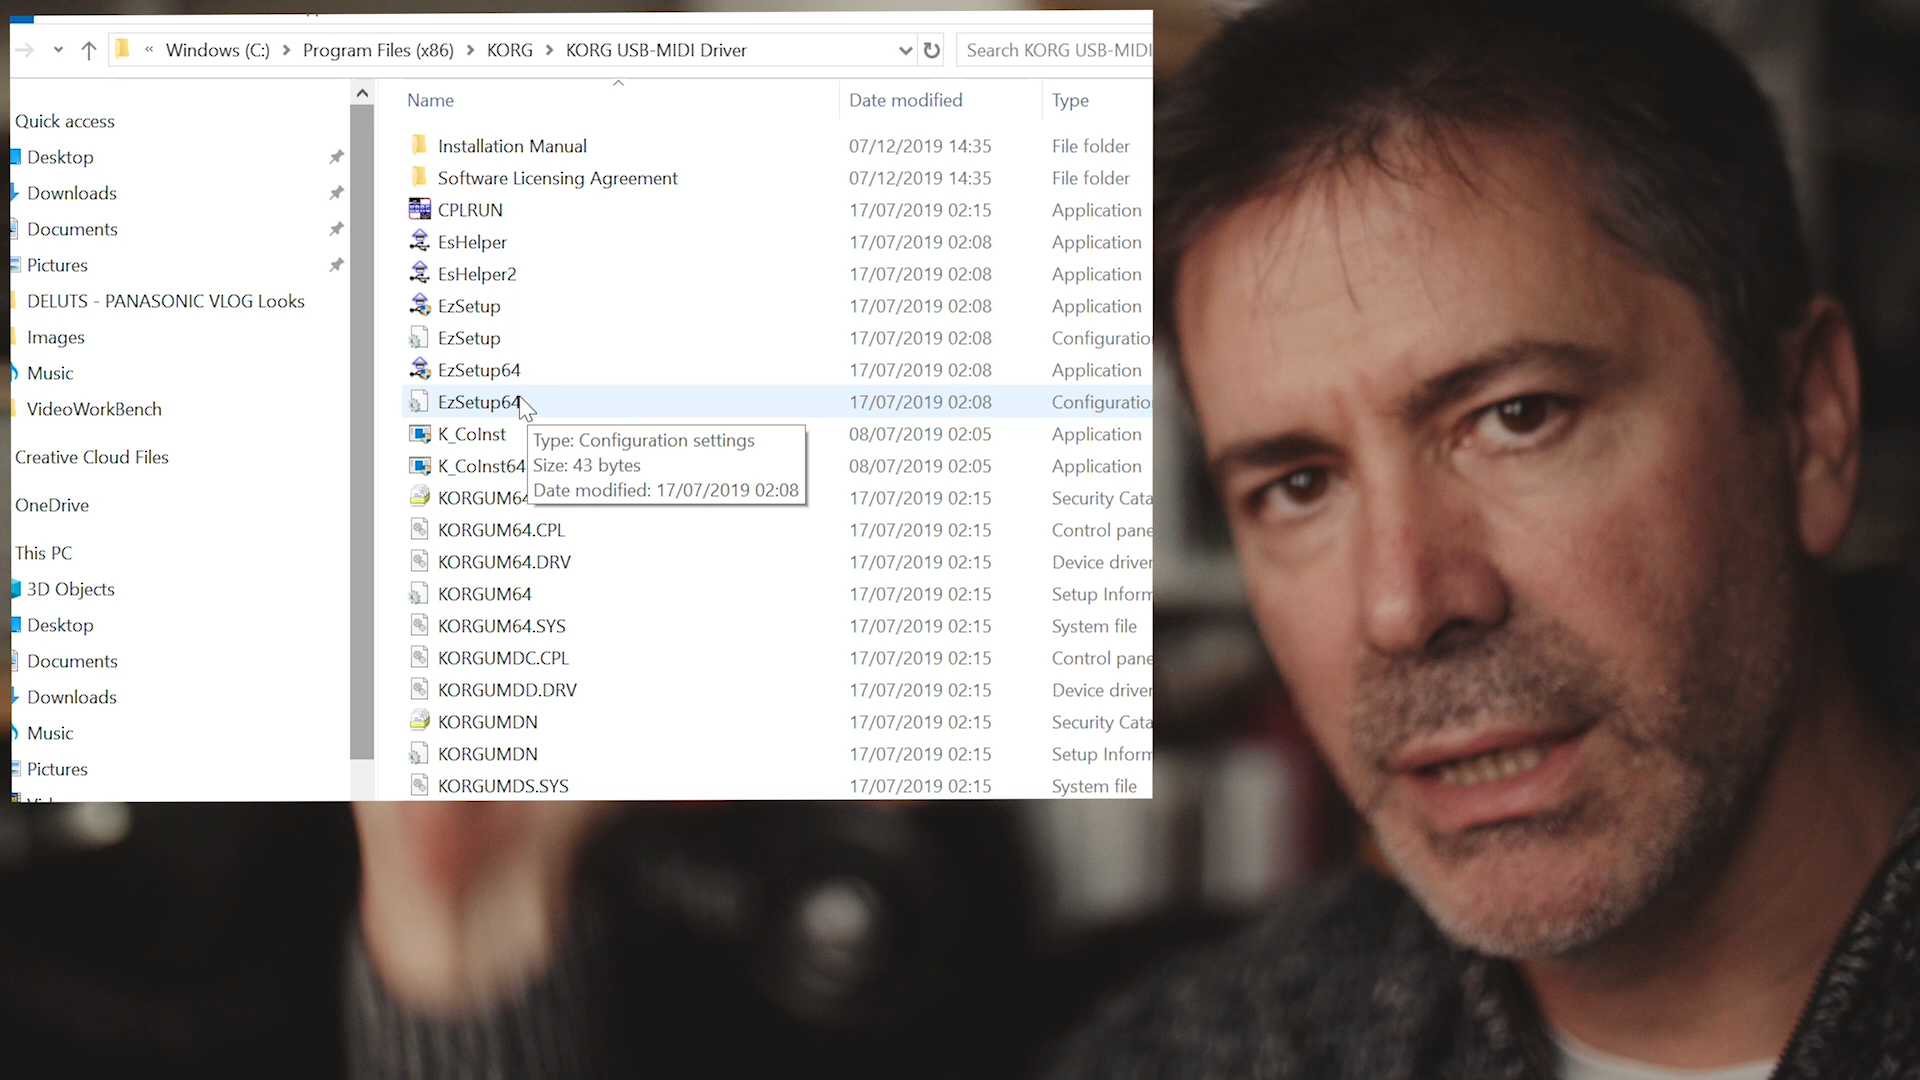 « Windows (C:) > Program Files (x86) > KORG > KORG USB-MIDI Driver
Search KORG USB-MIDI
Name Date modified Type
Quick access
Desktop
Downloads
Documents
Pictures
DELUTS - PANASONIC VLOG Looks
Images
Music
VideoWorkBench
Creative Cloud Files
OneDrive
This PC
3D Objects
Desktop
Documents
Downloads
Music
Pictures
Installation Manual 07/12/2019 14:35 File folder
Software Licensing Agreement 07/12/2019 14:35 File folder
CPLRUN 17/07/2019 02:15 Application
EsHelper 17/07/2019 02:08 Application
EsHelper2 17/07/2019 02:08 Application
EzSetup 17/07/2019 02:08 Application
EzSetup 17/07/2019 02:08 Configuratio
EzSetup64 17/07/2019 02:08 Application
EzSetup64 17/07/2019 02:08 Configuratio
K_CoInst 08/07/2019 02:05 Application
K_CoInst64 08/07/2019 02:05 Application
KORGUM64 17/07/2019 02:15 Security Cata
KORGUM64.CPL 17/07/2019 02:15 Control pane
KORGUM64.DRV 17/07/2019 02:15 Device driver
KORGUM64 17/07/2019 02:15 Setup Inform
KORGUM64.SYS 17/07/2019 02:15 System file
KORGUMDC.CPL 17/07/2019 02:15 Control pane
KORGUMDD.DRV 17/07/2019 02:15 Device driver
KORGUMDN 17/07/2019 02:15 Security Cata
KORGUMDN 17/07/2019 02:15 Setup Inform
KORGUMDS.SYS 17/07/2019 02:15 System file
Type: Configuration settings
Size: 43 bytes
Date modified: 17/07/2019 02:08